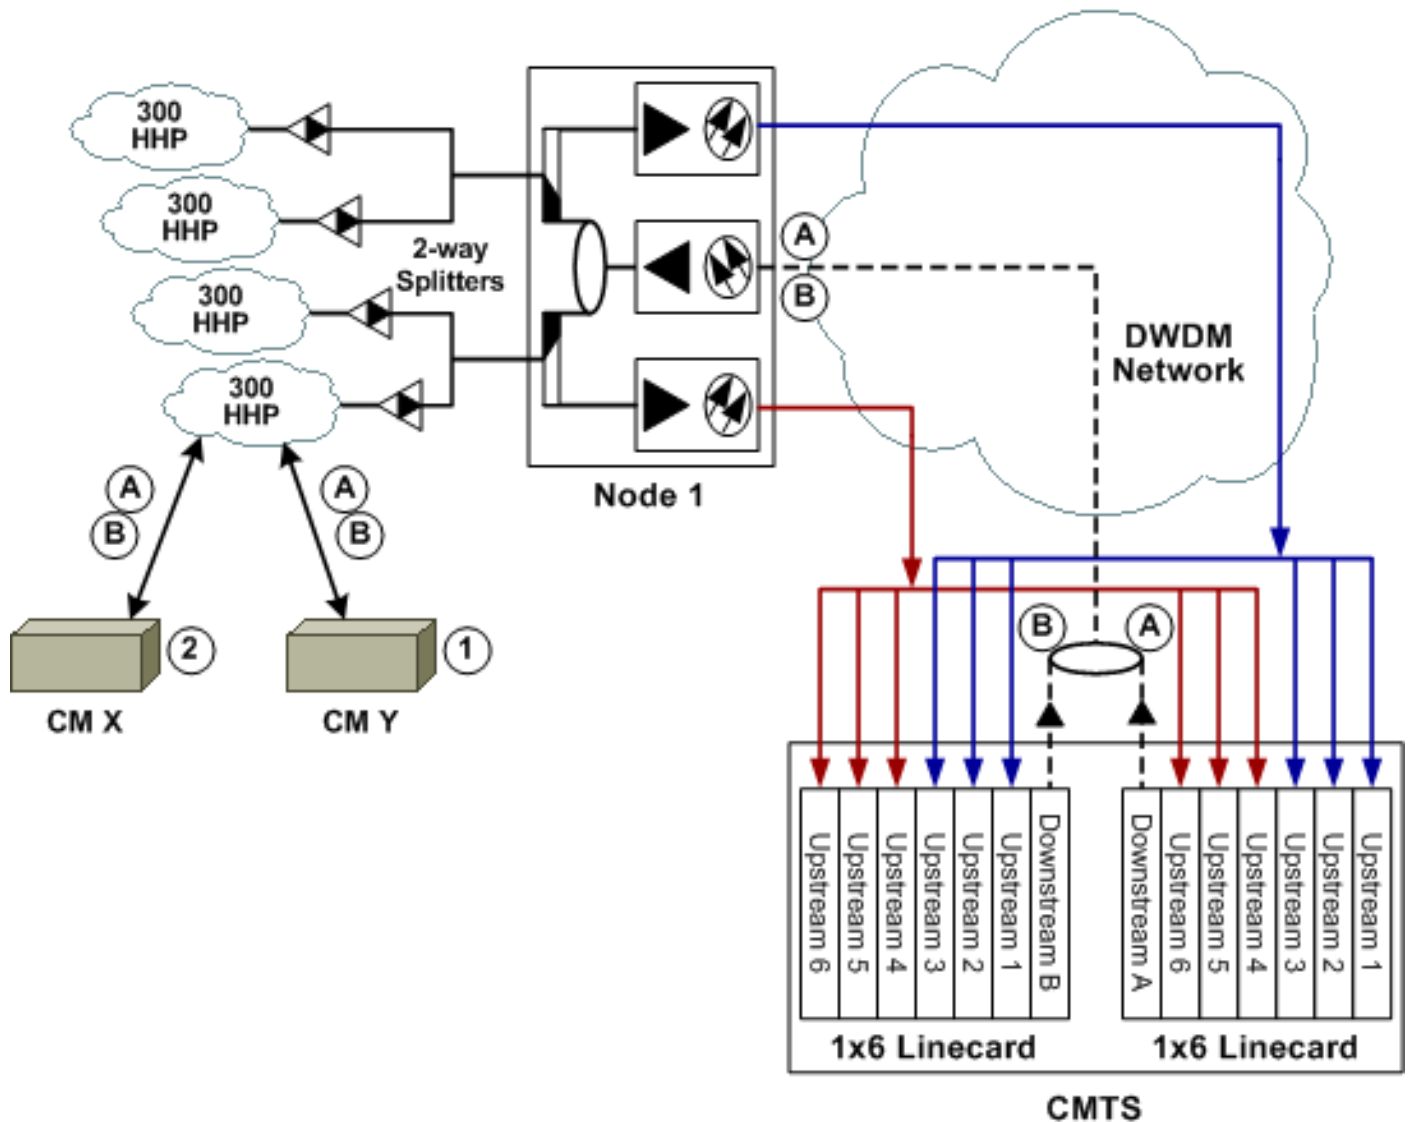 300
HHP
300
HHP
2-way
Splitters
300
HHP
300
HHP
A
B
DWDM
Network
Node 1
A
B
A
B
2
1
CM X
CM Y
B
A
Upstream 6
Upstream 5
Upstream 4
Upstream 3
Upstream 2
Upstream 1
Downstream B
Downstream A
Upstream 6
Upstream 5
Upstream 4
Upstream 3
Upstream 2
Upstream 1
1x6 Linecard
1x6 Linecard
CMTS